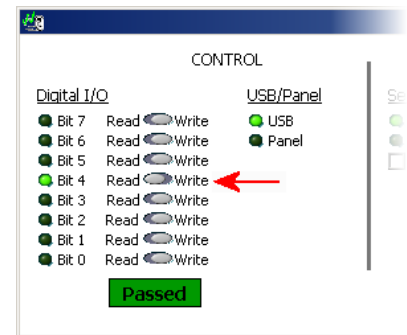 CONTROL
Digital I/O USB/Panel Se
Bit 7 Read Write USB
Bit 6 Read Write Panel
Bit 5 Read Write
Bit 4 Read Write
Bit 3 Read Write
Bit 2 Read Write
Bit 1 Read Write
Bit 0 Read Write
Passed